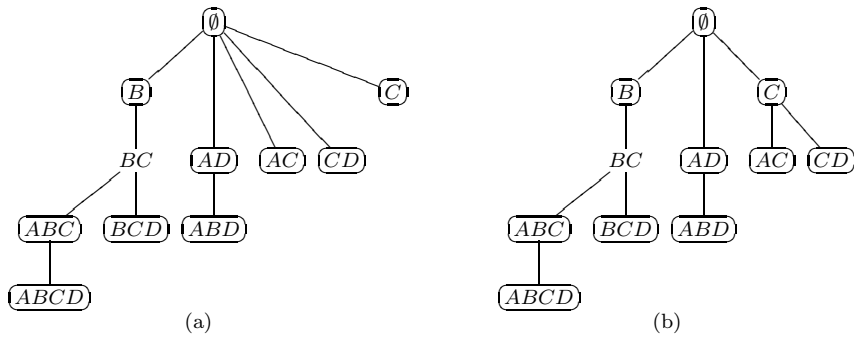 ∅ ∅
B C B C
BC AD AC CD BC AD AC CD
ABC BCD ABD ABC BCD ABD
ABCD ABCD
(a) (b)